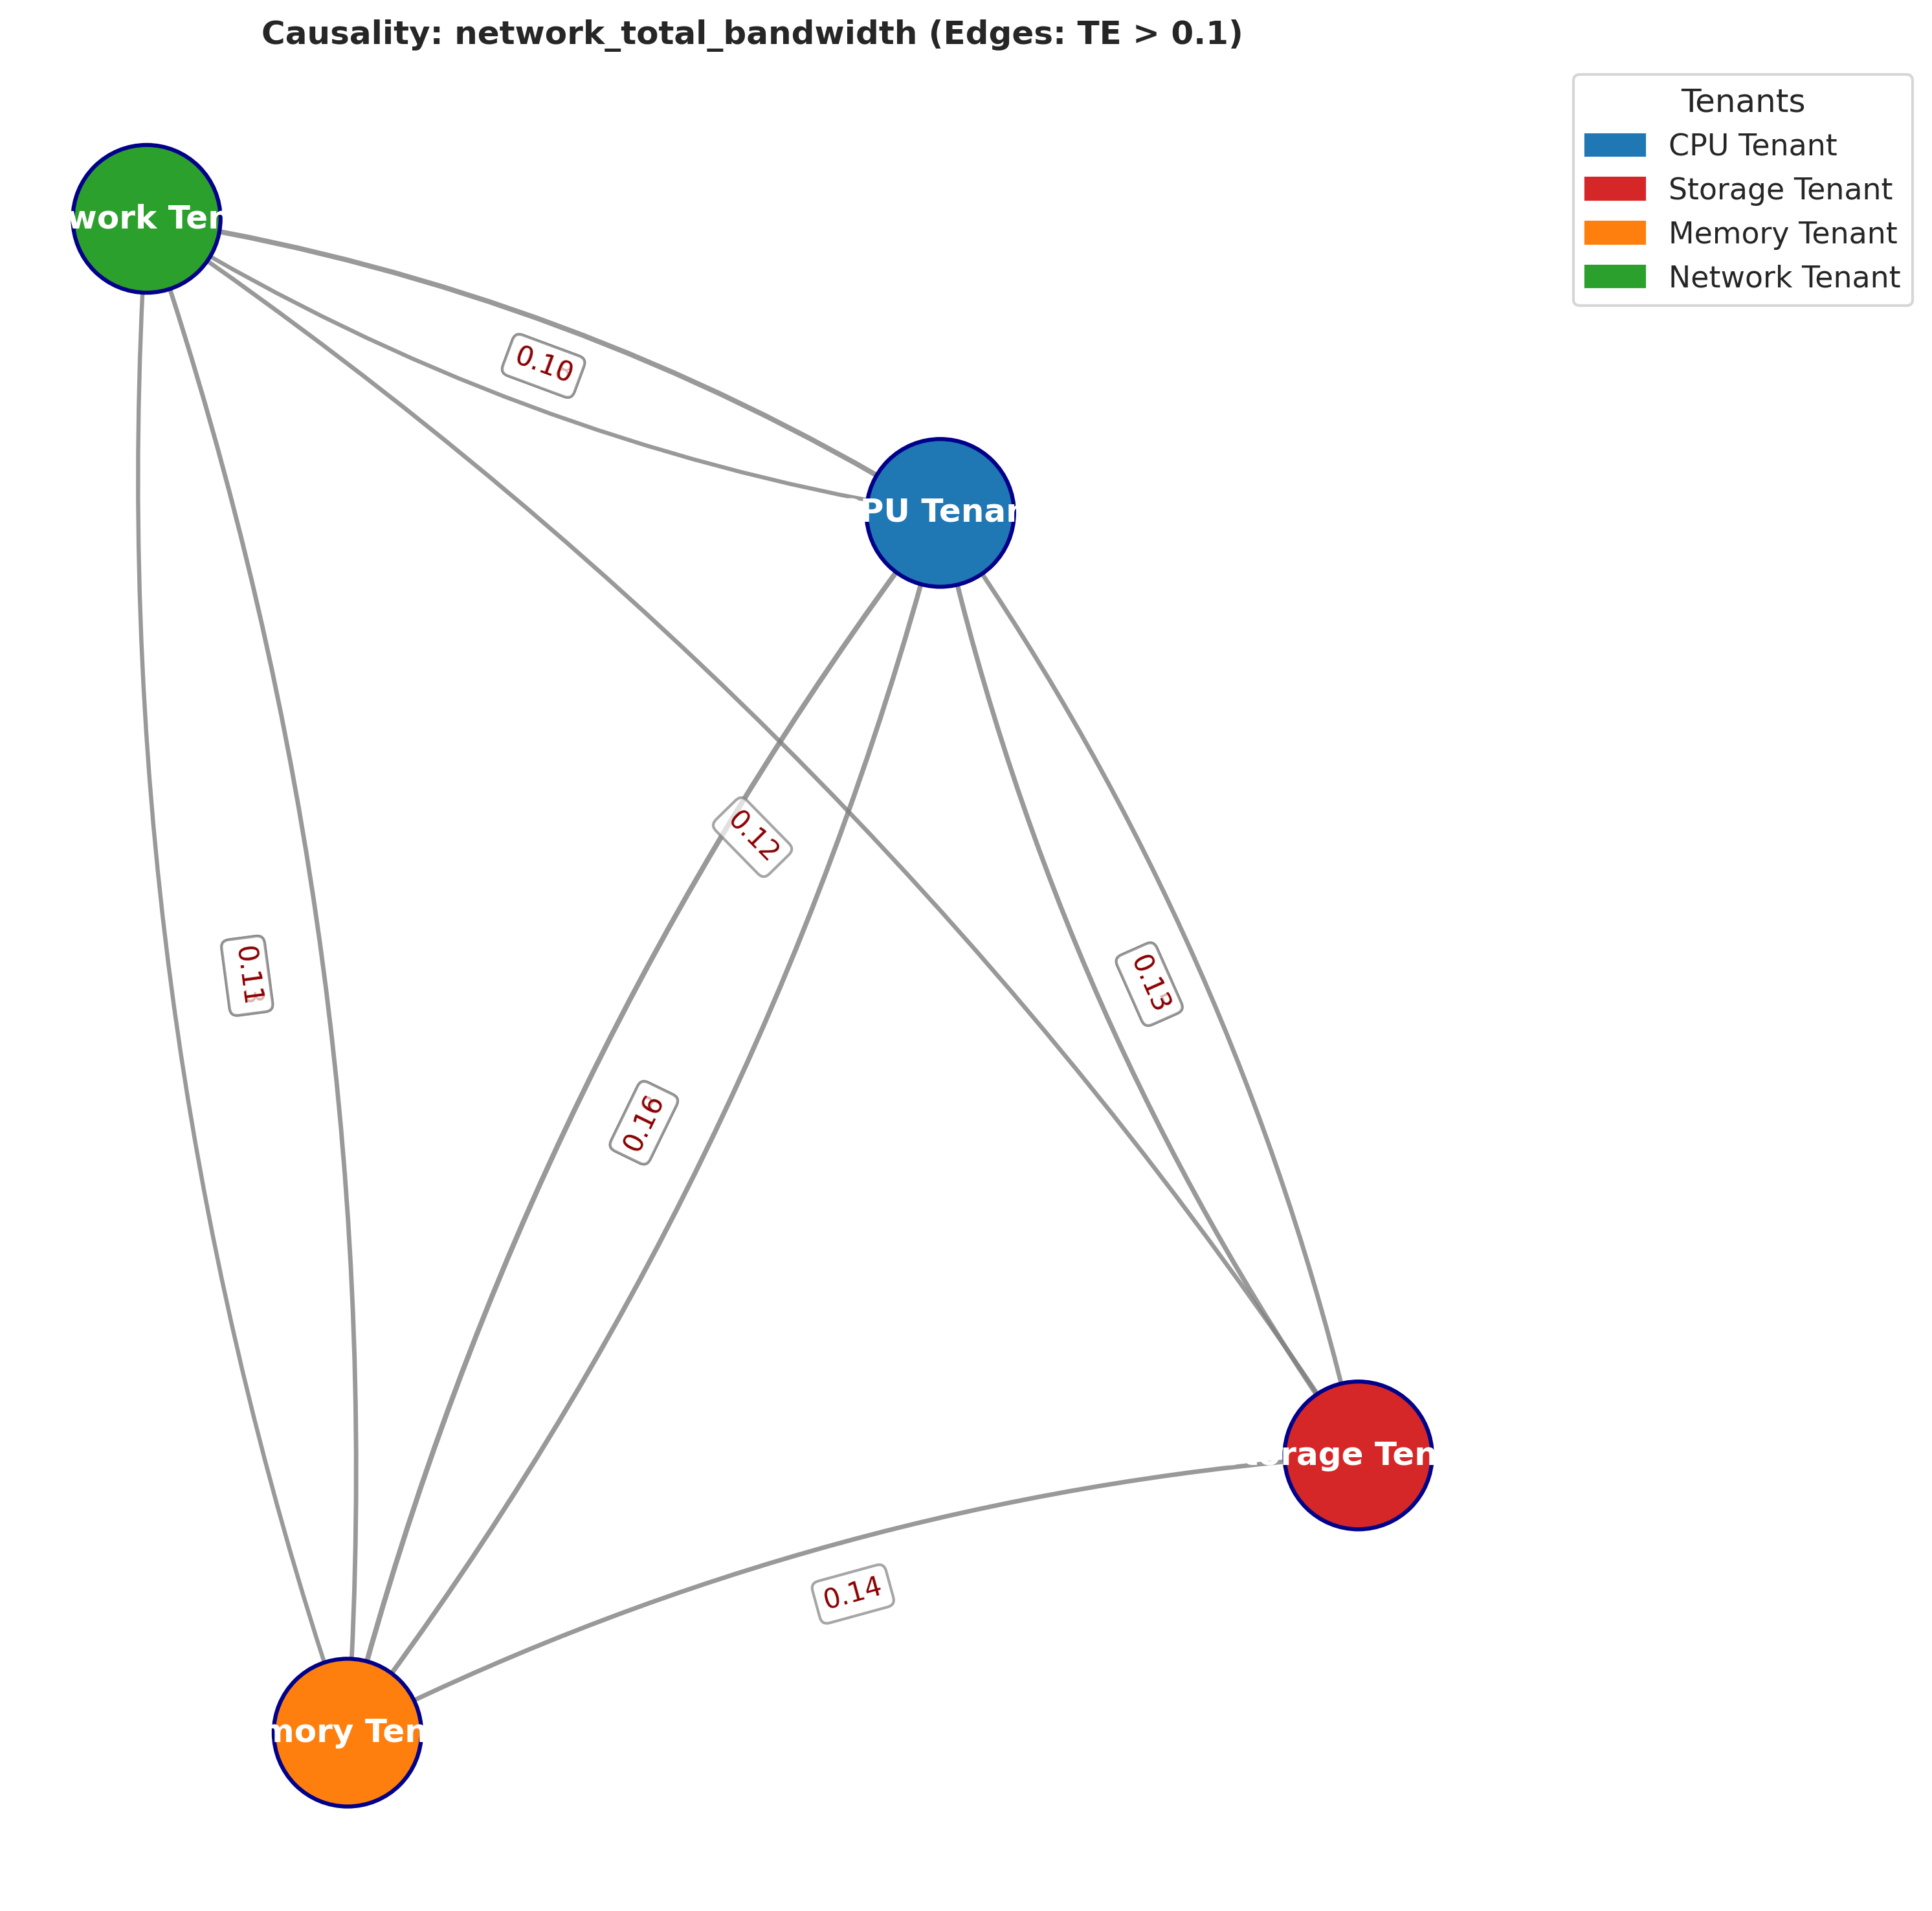 Causality: network_total_bandwidth (Edges: TE > 0.1)
Tenants
CPU Tenant
Storage Tenant
Memory Tenant
Network Tenant
work Ten
0.10
PU Tenan
0.12
0.11
0.13
0.16
rage Ten
0.14
mory Ten